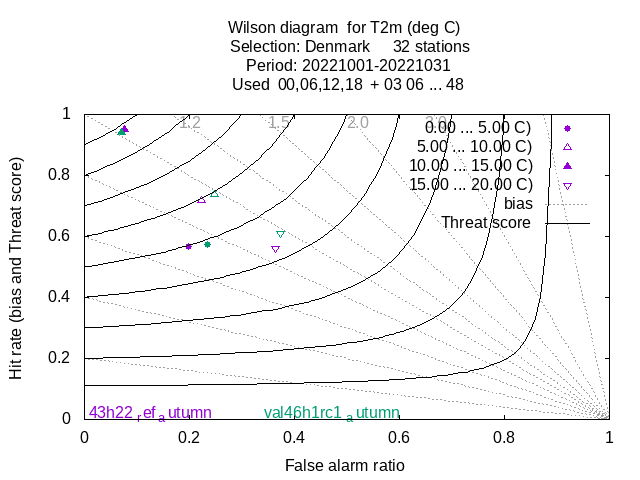 Wilson diagram  for T2m (deg C)
Selection: Denmark     32 stations
Period: 20221001-20221031
Used  00,06,12,18  + 03 06 ... 48
1.2 1.5 2.0
0.00 ... 5.00 C)
5.00 ... 10.00 C)
10.00 ... 15.00 C)
15.00 ... 20.00 C)
bias
Threat score
Hit rate (bias and Threat score)
1
0.8
0.6
0.4
0.2
0
43h22ref autumn val46h1rc1autumn
0 0.2 0.4 0.6 0.8 1
False alarm ratio